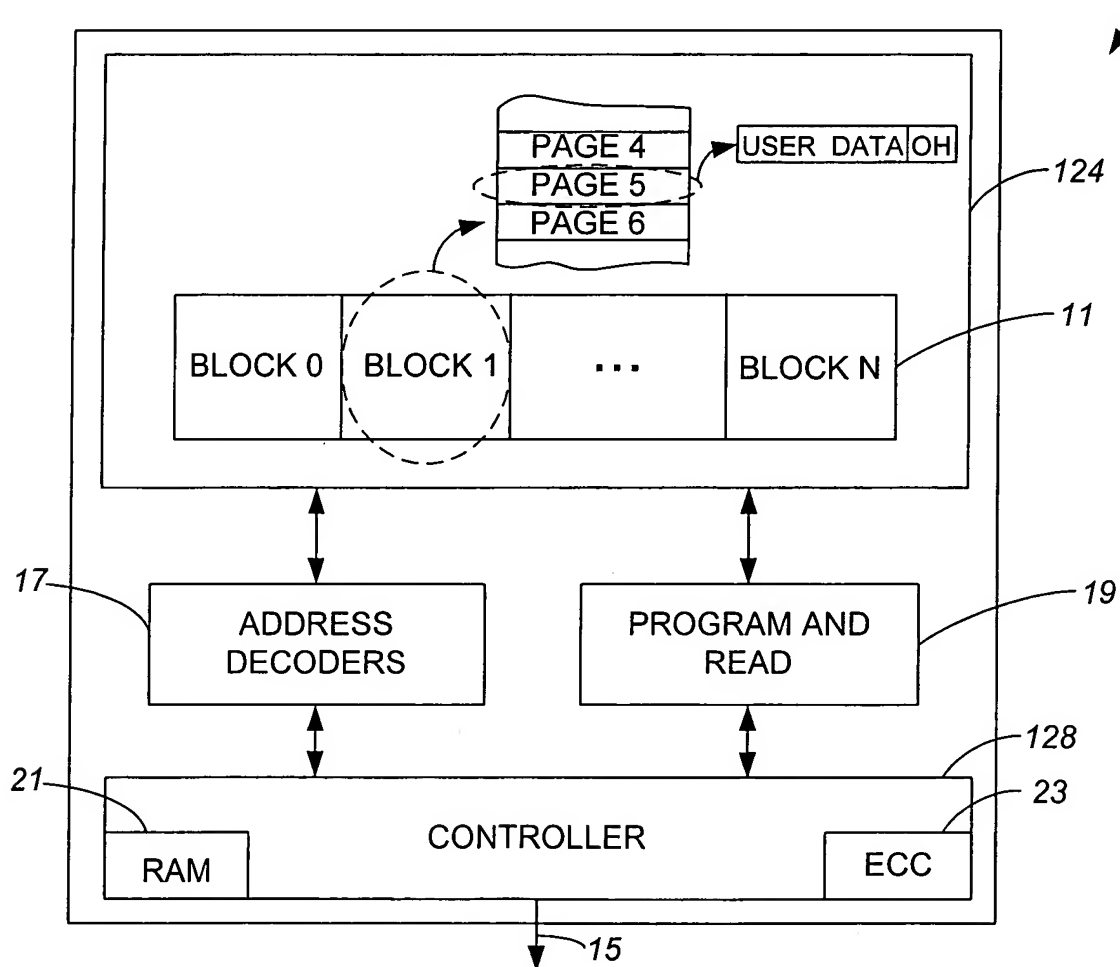 PAGE 4
USER DATA OH
PAGE 5
124
PAGE 6
11
BLOCK 0 BLOCK 1 ... BLOCK N
17
19
ADDRESS
DECODERS
PROGRAM AND
READ
128
21
23
CONTROLLER
RAM
ECC
15